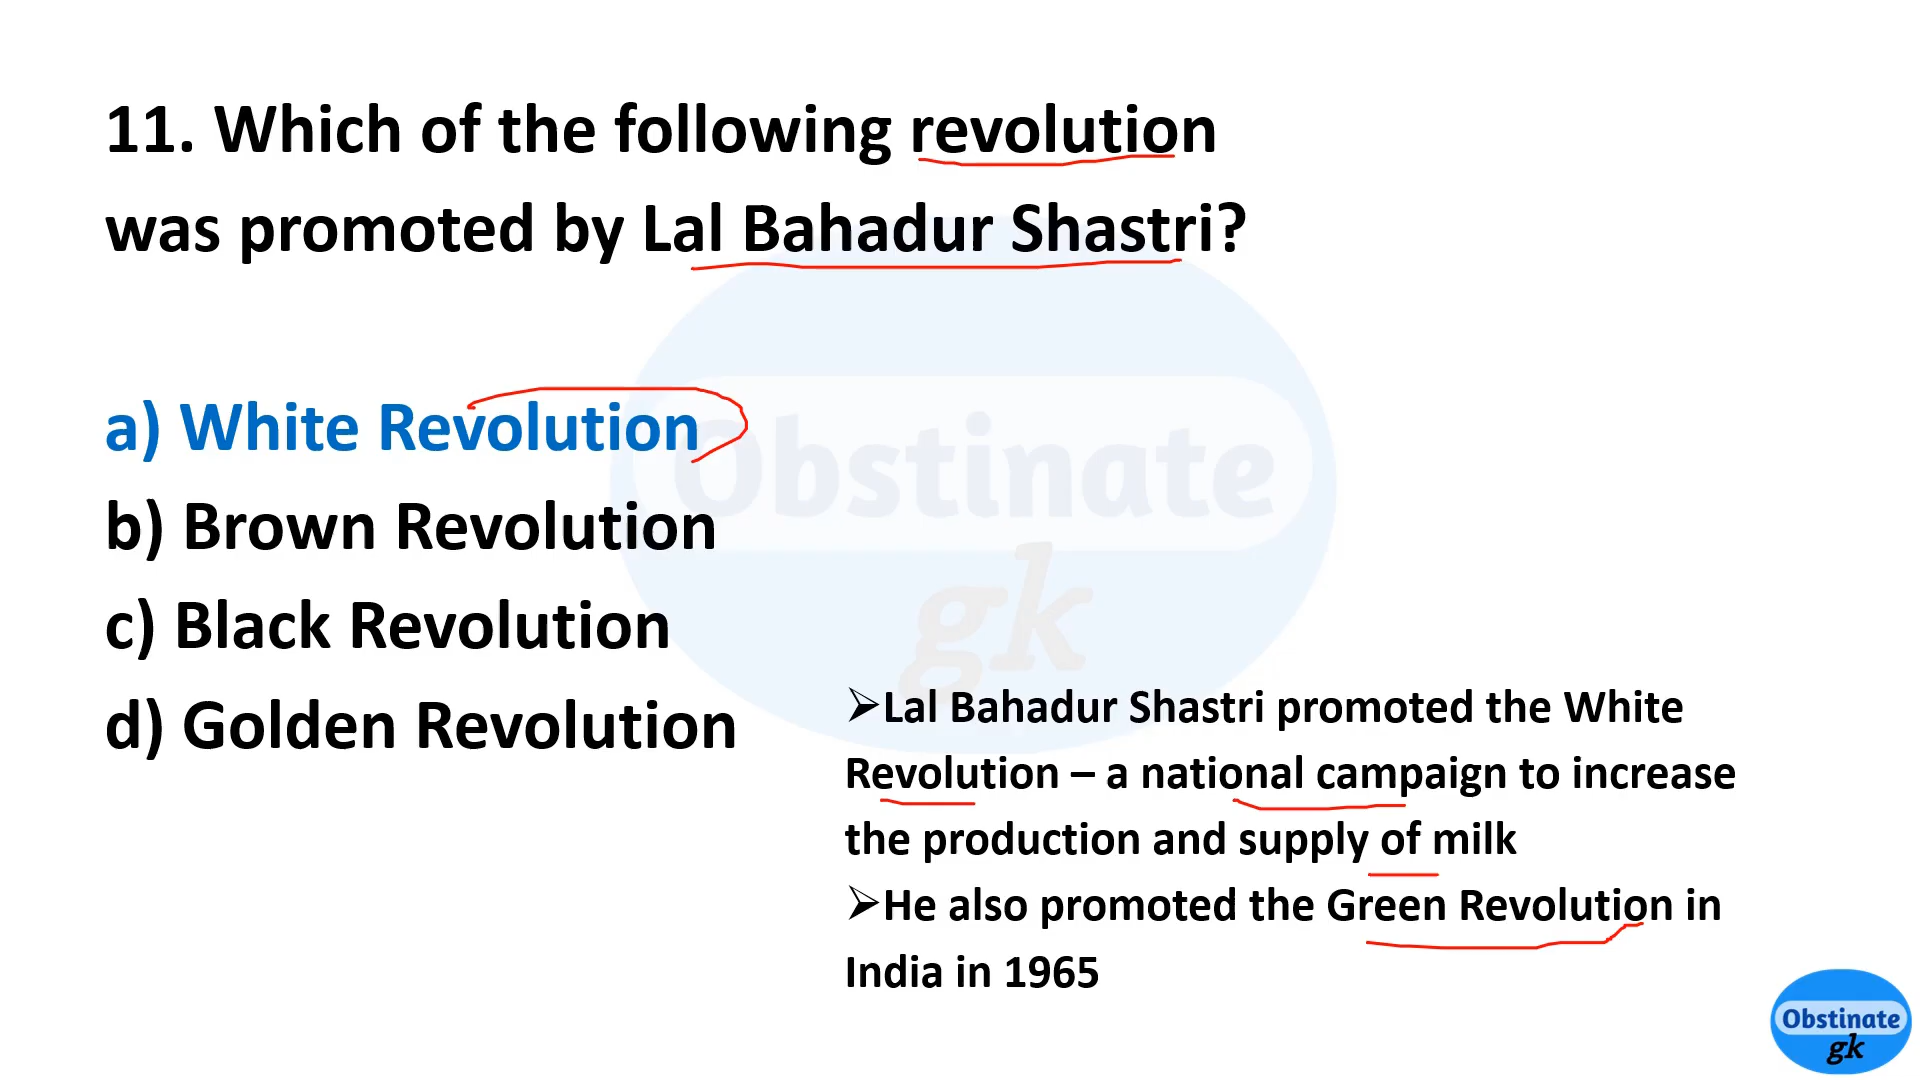 11. Which of the following revolution
was promoted by Lal Bahadur Shastri?
a) White Revolution
b) Brown Revolution
c) Black Revolution
d) Golden Revolution
Obstinate
gk
➢Lal Bahadur Shastri promoted the White
Revolution – a national campaign to increase
the production and supply of milk
➢He also promoted the Green Revolution in
India in 1965
Obstinate
gk